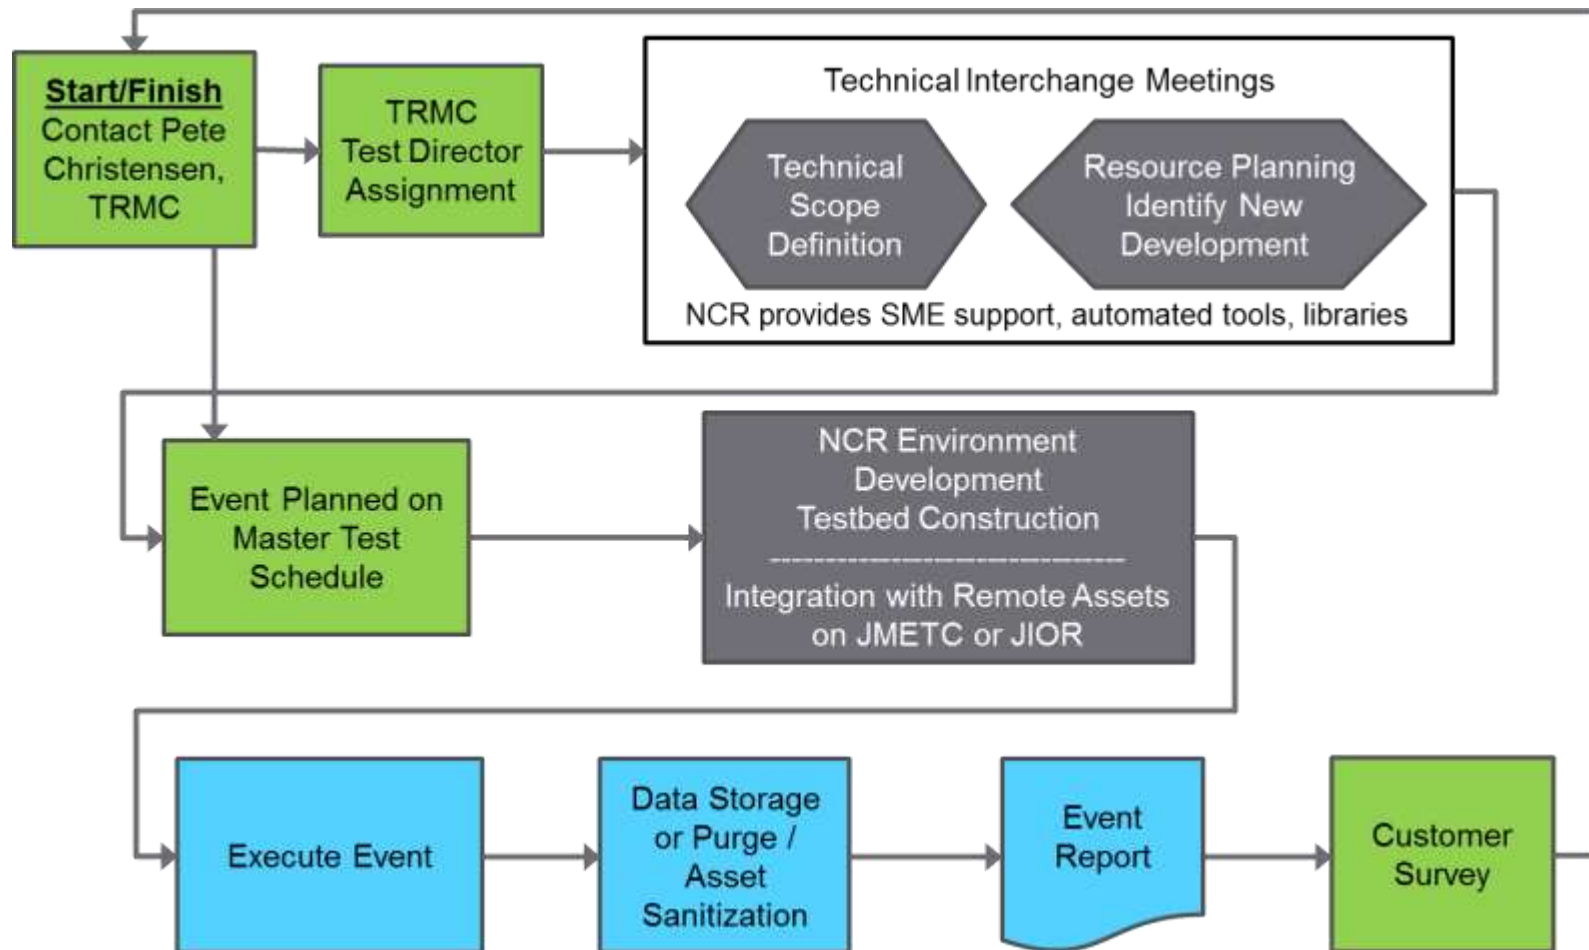 Start/Finish
Contact Pete
Christensen,
TRMC
TRMC
Test Director
Assignment
Technical Interchange Meetings
Technical
Scope
Definition
Resource Planning
Identify New
Development
NCR provides SME support, automated tools, libraries
Event Planned on
Master Test
Schedule
NCR Environment
Development
Testbed Construction
---------------------------------
Integration with Remote Assets
on JMETC or JIOR
Execute Event
Data Storage
or Purge /
Asset
Sanitization
Event
Report
Customer
Survey